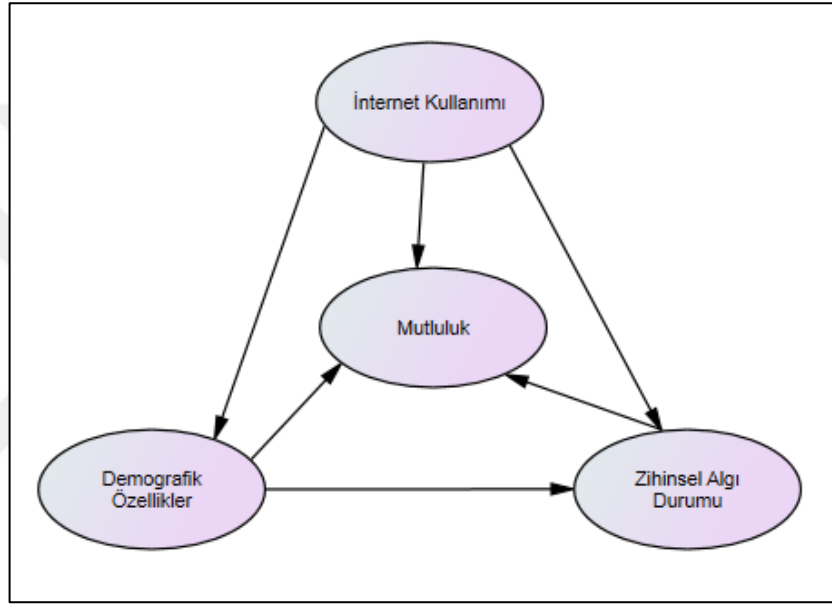 İnternet Kullanımı
Mutluluk
Demografik
Özellikler
Zihinsel Algı
Durumu